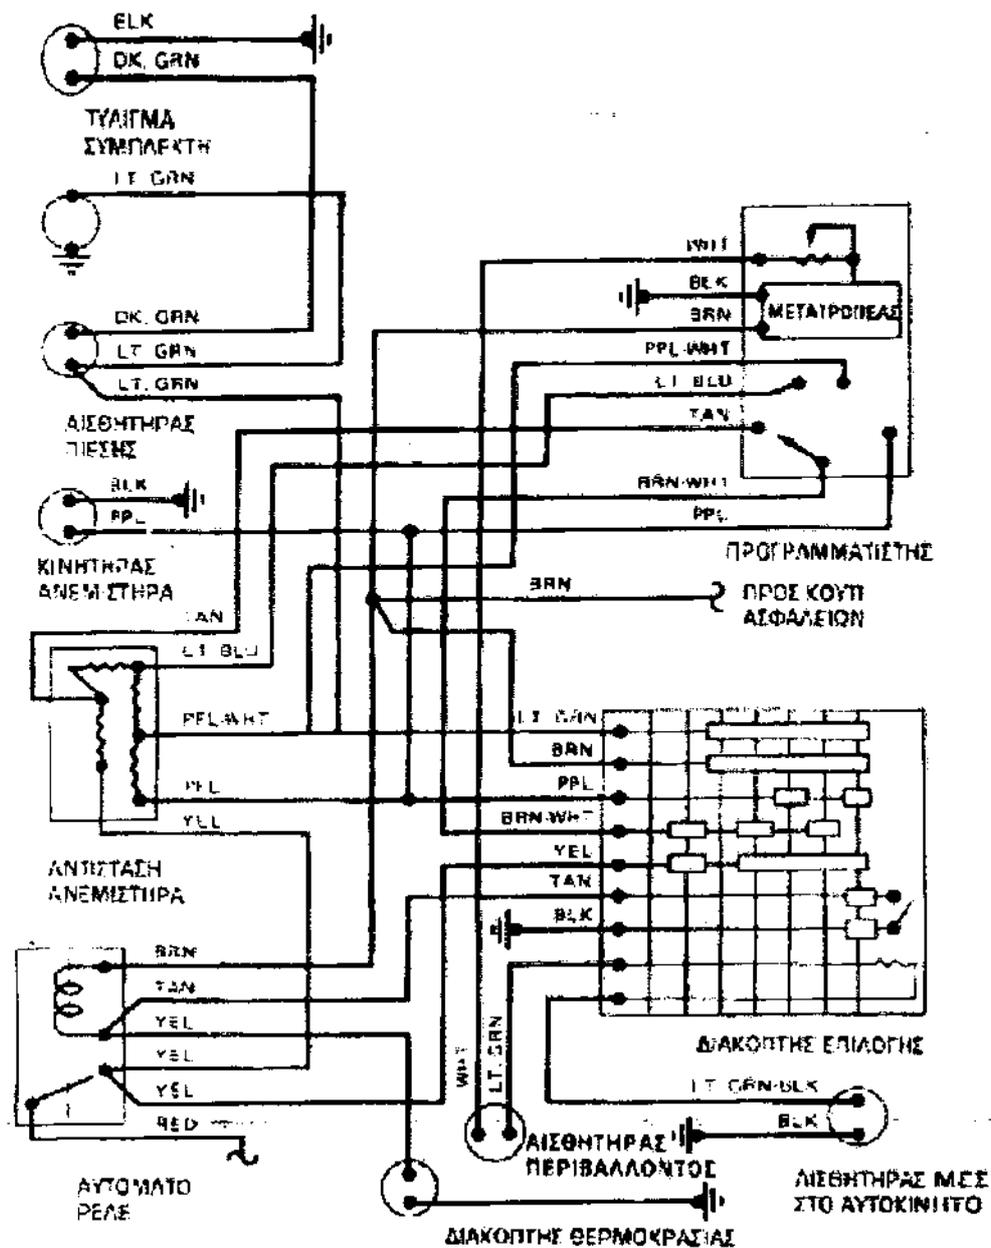 BLK
DK. GRN
ΤΥΛΙΓΜΑ
ΣΥΜΠΛΕΚΤΗ
LT. GRN
WHT
BLK
ΜΕΤΑΤΡΟΠΕΑΣ
BRN
DK. GRN
LT GRN
PPL-WHT
LT. GRN
LT BLU
ΑΙΣΘΗΤΗΡΑΣ
ΠΙΕΣΗΣ
TAN
BLK
BRN-WHT
PPL
PPL
ΠΡΟΓΡΑΜΜΑΤΙΣΤΗΣ
ΚΙΝΗΤΗΡΑΣ
ΑΝΕΜΙΣΤΗΡΑ
BRN
ΠΡΟΣ ΚΟΥΤΙ
ΑΣΦΑΛΕΙΩΝ
TAN
LT BLU
PPL-WHT
LT. GRN
BRN
PPL
PPL
YEL
BRN-WHT
YEL
ΑΝΤΙΣΤΑΣΗ
ΑΝΕΜΙΣΤΗΡΑ
TAN
BLK
BRN
TAN
YEL
YEL
YEL
RED
WHT
LT. GRN
ΔΙΑΚΟΠΤΗΣ ΕΠΙΛΟΓΗΣ
LT GRN-BLK
BLK
ΑΙΣΘΗΤΗΡΑΣ
ΠΕΡΙΒΑΛΛΟΝΤΟΣ
ΑΥΤΟΜΑΤΟ
ΡΕΛΕ
ΑΙΣΘΗΤΗΡΑΣ ΜΕΣ
ΣΤΟ ΑΥΤΟΚΙΝΗΤΟ
ΔΙΑΚΟΠΤΗΣ ΘΕΡΜΟΚΡΑΣΙΑΣ